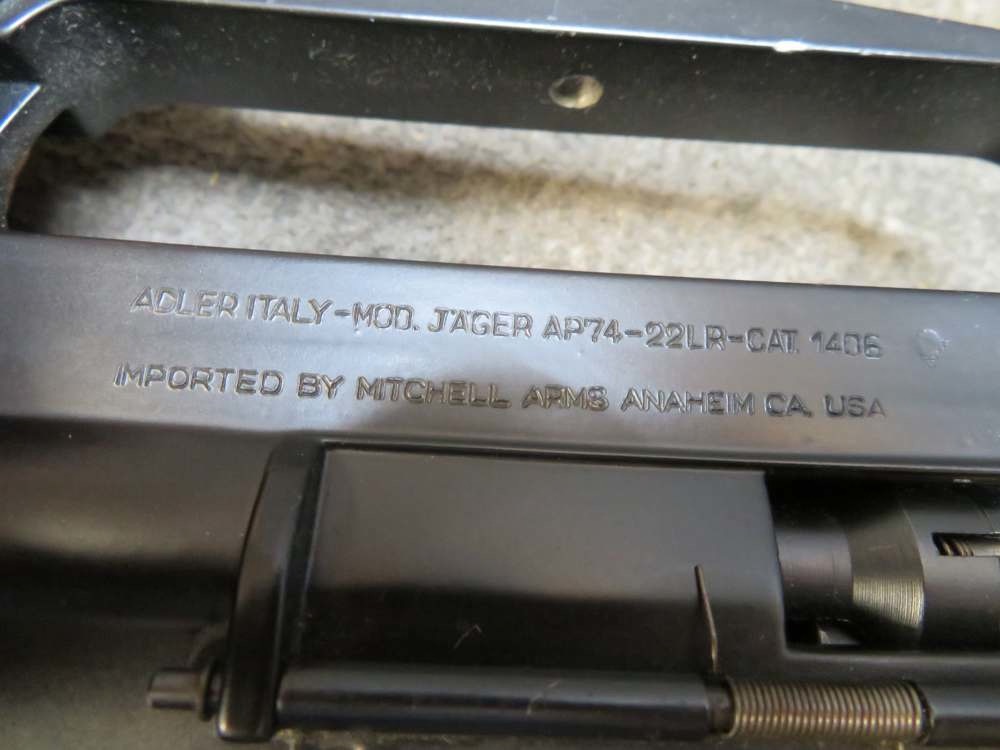 ADLER ITALY-MOD. JÄGER AP74-22LR-CAT. 1406
IMPORTED BY MITCHELL ARMS ANAHEIM CA. USA